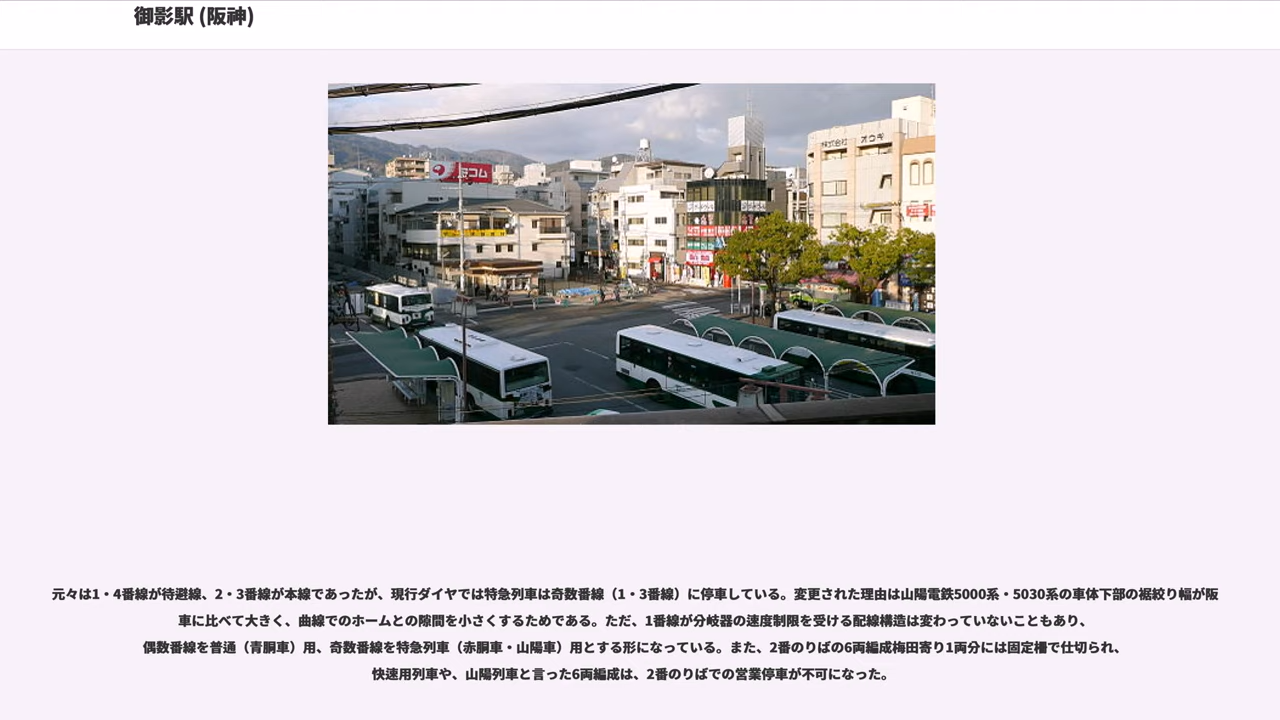 御影駅 (阪神)
コム
株式会社 オウギ
元々は1・4番線が待避線、2・3番線が本線であったが、現行ダイヤでは特急列車は奇数番線（1・3番線）に停車している。変更された理由は山陽電鉄5000系・5030系の車体下部の裾絞り幅が阪
車に比べて大きく、曲線でのホームとの隙間を小さくするためである。ただ、1番線が分岐器の速度制限を受ける配線構造は変わっていないこともあり、
偶数番線を普通（青胴車）用、奇数番線を特急列車（赤胴車・山陽車）用とする形になっている。また、2番のりばの6両編成梅田寄り1両分には固定柵で仕切られ、
快速用列車や、山陽列車と言った6両編成は、2番のりばでの営業停車が不可になった。